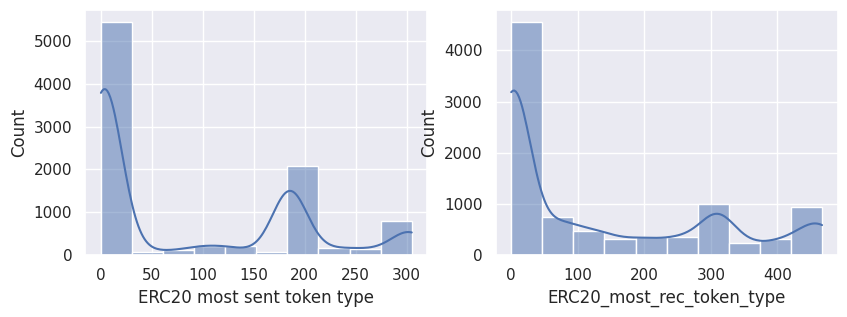 5000
4000
3000
2000
1000
0
Count
0 50 100 150 200 250 300
ERC20 most sent token type
4000
3000
2000
1000
0
Count
0 100 200 300 400
ERC20_most_rec_token_type